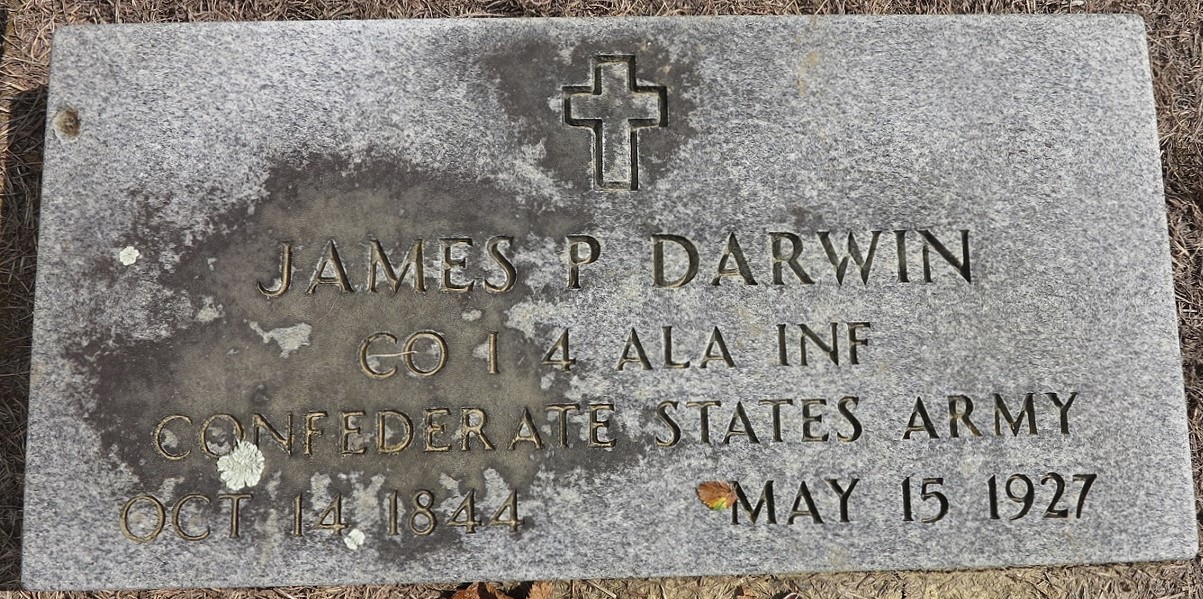 JAMES P DARWIN
CO I 4 ALA INF
CONFEDERATE STATES ARMY
OCT 14 1844 MAY 15 1927